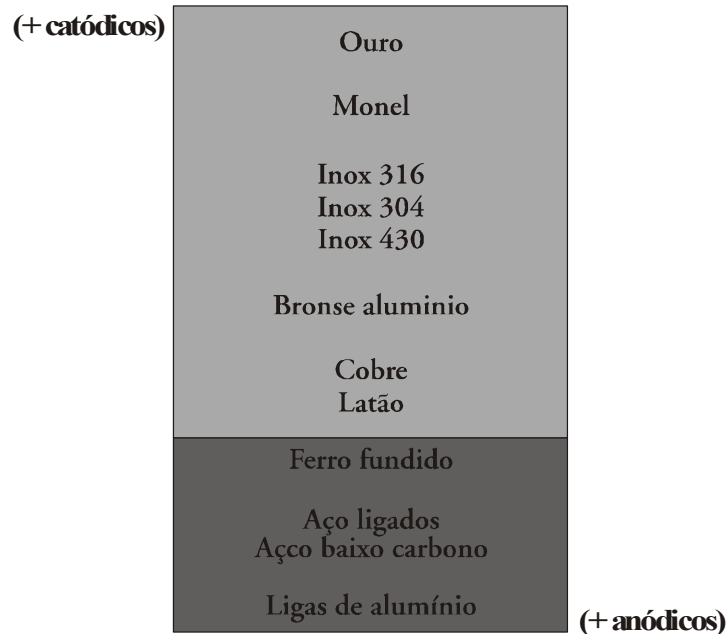 (+ catódicos)
Ouro
Monel
Inox 316
Inox 304
Inox 430
Bronse aluminio
Cobre
Latão
Ferro fundido
Aço ligados
Açco baixo carbono
Ligas de alumínio
(+ anódicos)